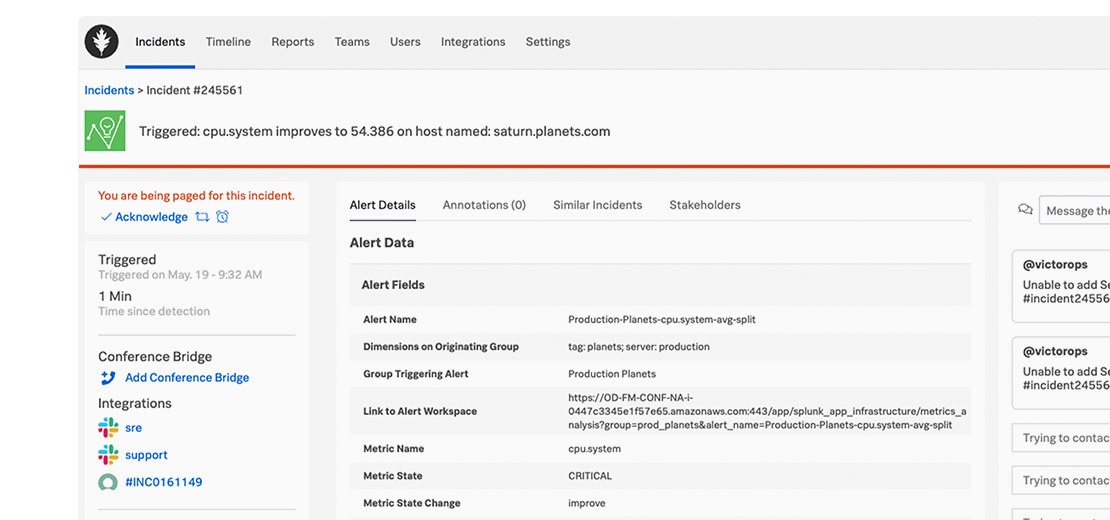 Incidents Timeline Reports Teams Users Integrations Settings
Incidents > Incident #245561
Triggered: cpu.system improves to 54.386 on host named: saturn.planets.com
You are being paged for this incident.
Acknowledge
Triggered
Triggered on May. 19 - 9:32 AM
1 Min
Time since detection
Conference Bridge
Add Conference Bridge
Integrations
sre
support
#INC0161149
Alert Details Annotations (0) Similar Incidents Stakeholders
Alert Data
Alert Fields
Alert Name Production-Planets-cpu.system-avg-split
Dimensions on Originating Group tag: planets; server: production
Group Triggering Alert Production Planets
Link to Alert Workspace https://OD-FM-CONF-NA-i-
0447c3345e1f57e65.amazonaws.com:443/app/splunk_app_infrastructure/metrics_a
nalysis?group=prod_planets&alert_name=Production-Planets-cpu.system-avg-split
Metric Name cpu.system
Metric State CRITICAL
Metric State Change improve
Message the
@victorops
Unable to add Se
#incident24556
@victorops
Unable to add Se
#incident24556
Trying to contac
Trying to contac